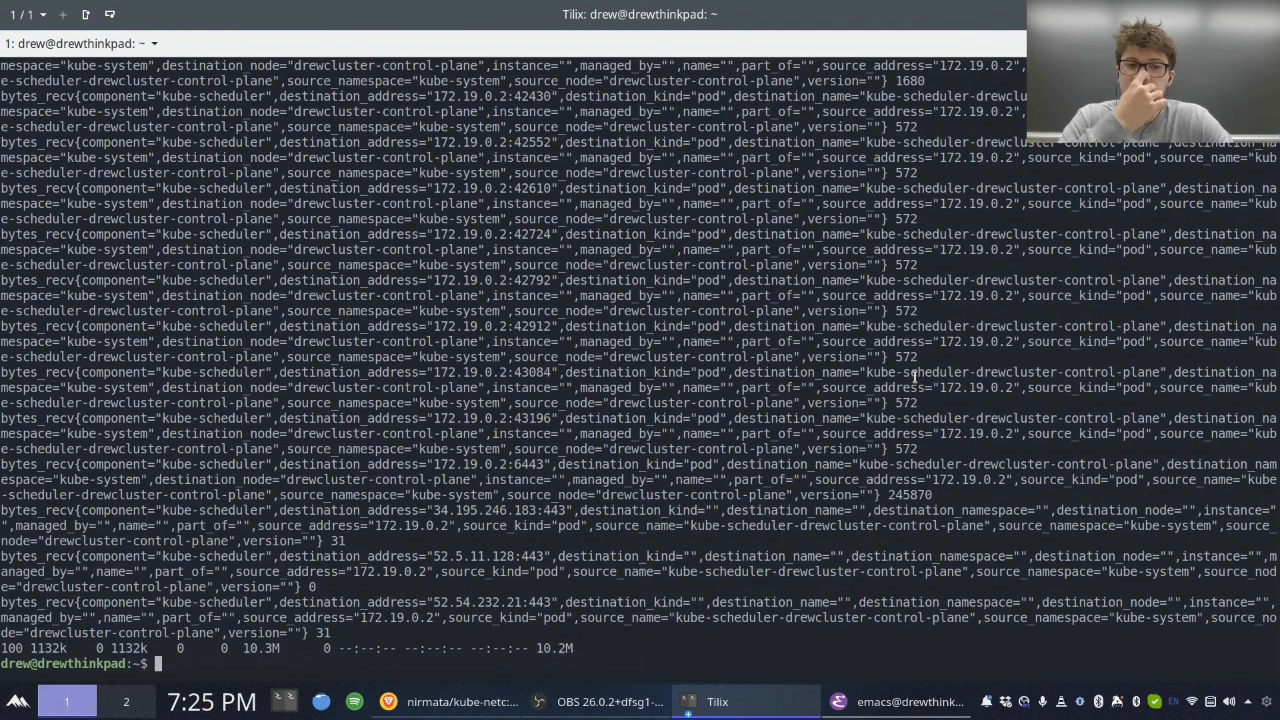 1 / 1
Tilix: drew@drewthinkpad: ~
1: drew@drewthinkpad: ~
mespace="kube-system",destination_node="drewcluster-control-plane",instance="",managed_by="",name="",part_of="",source_address="172.19.0.2",
e-scheduler-drewcluster-control-plane",source_namespace="kube-system",source_node="drewcluster-control-plane",version=""} 1680
bytes_recv{component="kube-scheduler",destination_address="172.19.0.2:42430",destination_kind="pod",destination_name="kube-schedule
mespace="kube-system",destination_node="drewcluster-control-plane",instance="",managed_by="",name="",part_of="",source_address="172.19.0.2",
e-scheduler-drewcluster-control-plane",source_namespace="kube-system",source_node="drewcluster-control-plane",version=""} 572
bytes_recv{component="kube-scheduler",destination_address="172.19.0.2:42552",destination_kind="pod",destination_name="kube-scheduler-drewcluster-control-plane",destination_na
mespace="kube-system",destination_node="drewcluster-control-plane",instance="",managed_by="",name="",part_of="",source_address="172.19.0.2",source_kind="pod",source_name="kub
e-scheduler-drewcluster-control-plane",source_namespace="kube-system",source_node="drewcluster-control-plane",version=""} 572
bytes_recv{component="kube-scheduler",destination_address="172.19.0.2:42610",destination_kind="pod",destination_name="kube-scheduler-drewcluster-control-plane",destination_na
mespace="kube-system",destination_node="drewcluster-control-plane",instance="",managed_by="",name="",part_of="",source_address="172.19.0.2",source_kind="pod",source_name="kub
e-scheduler-drewcluster-control-plane",source_namespace="kube-system",source_node="drewcluster-control-plane",version=""} 572
bytes_recv{component="kube-scheduler",destination_address="172.19.0.2:42724",destination_kind="pod",destination_name="kube-scheduler-drewcluster-control-plane",destination_na
mespace="kube-system",destination_node="drewcluster-control-plane",instance="",managed_by="",name="",part_of="",source_address="172.19.0.2",source_kind="pod",source_name="kub
e-scheduler-drewcluster-control-plane",source_namespace="kube-system",source_node="drewcluster-control-plane",version=""} 572
bytes_recv{component="kube-scheduler",destination_address="172.19.0.2:42792",destination_kind="pod",destination_name="kube-scheduler-drewcluster-control-plane",destination_na
mespace="kube-system",destination_node="drewcluster-control-plane",instance="",managed_by="",name="",part_of="",source_address="172.19.0.2",source_kind="pod",source_name="kub
e-scheduler-drewcluster-control-plane",source_namespace="kube-system",source_node="drewcluster-control-plane",version=""} 572
bytes_recv{component="kube-scheduler",destination_address="172.19.0.2:42912",destination_kind="pod",destination_name="kube-scheduler-drewcluster-control-plane",destination_na
mespace="kube-system",destination_node="drewcluster-control-plane",instance="",managed_by="",name="",part_of="",source_address="172.19.0.2",source_kind="pod",source_name="kub
e-scheduler-drewcluster-control-plane",source_namespace="kube-system",source_node="drewcluster-control-plane",version=""} 572
bytes_recv{component="kube-scheduler",destination_address="172.19.0.2:43084",destination_kind="pod",destination_name="kube-scheduler-drewcluster-control-plane",destination_na
mespace="kube-system",destination_node="drewcluster-control-plane",instance="",managed_by="",name="",part_of="",source_address="172.19.0.2",source_kind="pod",source_name="kub
e-scheduler-drewcluster-control-plane",source_namespace="kube-system",source_node="drewcluster-control-plane",version=""} 572
bytes_recv{component="kube-scheduler",destination_address="172.19.0.2:43196",destination_kind="pod",destination_name="kube-scheduler-drewcluster-control-plane",destination_na
mespace="kube-system",destination_node="drewcluster-control-plane",instance="",managed_by="",name="",part_of="",source_address="172.19.0.2",source_kind="pod",source_name="kub
e-scheduler-drewcluster-control-plane",source_namespace="kube-system",source_node="drewcluster-control-plane",version=""} 572
bytes_recv{component="kube-scheduler",destination_address="172.19.0.2:6443",destination_kind="pod",destination_name="kube-scheduler-drewcluster-control-plane",destination_nam
espace="kube-system",destination_node="drewcluster-control-plane",instance="",managed_by="",name="",part_of="",source_address="172.19.0.2",source_kind="pod",source_name="kube
-scheduler-drewcluster-control-plane",source_namespace="kube-system",source_node="drewcluster-control-plane",version=""} 245870
bytes_recv{component="kube-scheduler",destination_address="34.195.246.183:443",destination_kind="",destination_name="",destination_namespace="",destination_node="",instance="
",managed_by="",name="",part_of="",source_address="172.19.0.2",source_kind="pod",source_name="kube-scheduler-drewcluster-control-plane",source_namespace="kube-system",source_
node="drewcluster-control-plane",version=""} 31
bytes_recv{component="kube-scheduler",destination_address="52.5.11.128:443",destination_kind="",destination_name="",destination_namespace="",destination_node="",instance="",m
anaged_by="",name="",part_of="",source_address="172.19.0.2",source_kind="pod",source_name="kube-scheduler-drewcluster-control-plane",source_namespace="kube-system",source_nod
e="drewcluster-control-plane",version=""} 0
bytes_recv{component="kube-scheduler",destination_address="52.54.232.21:443",destination_kind="",destination_name="",destination_namespace="",destination_node="",instance="",
managed_by="",name="",part_of="",source_address="172.19.0.2",source_kind="pod",source_name="kube-scheduler-drewcluster-control-plane",source_namespace="kube-system",source_no
de="drewcluster-control-plane",version=""} 31
100 1132k    0 1132k    0     0  10.3M      0 --:--:-- --:--:-- --:--:-- 10.2M
drew@drewthinkpad:~$
1
2
7:25 PM
nirmata/kube-netc:...
OBS 26.0.2+dfsg1-...
Tilix
emacs@drewthink...
EN